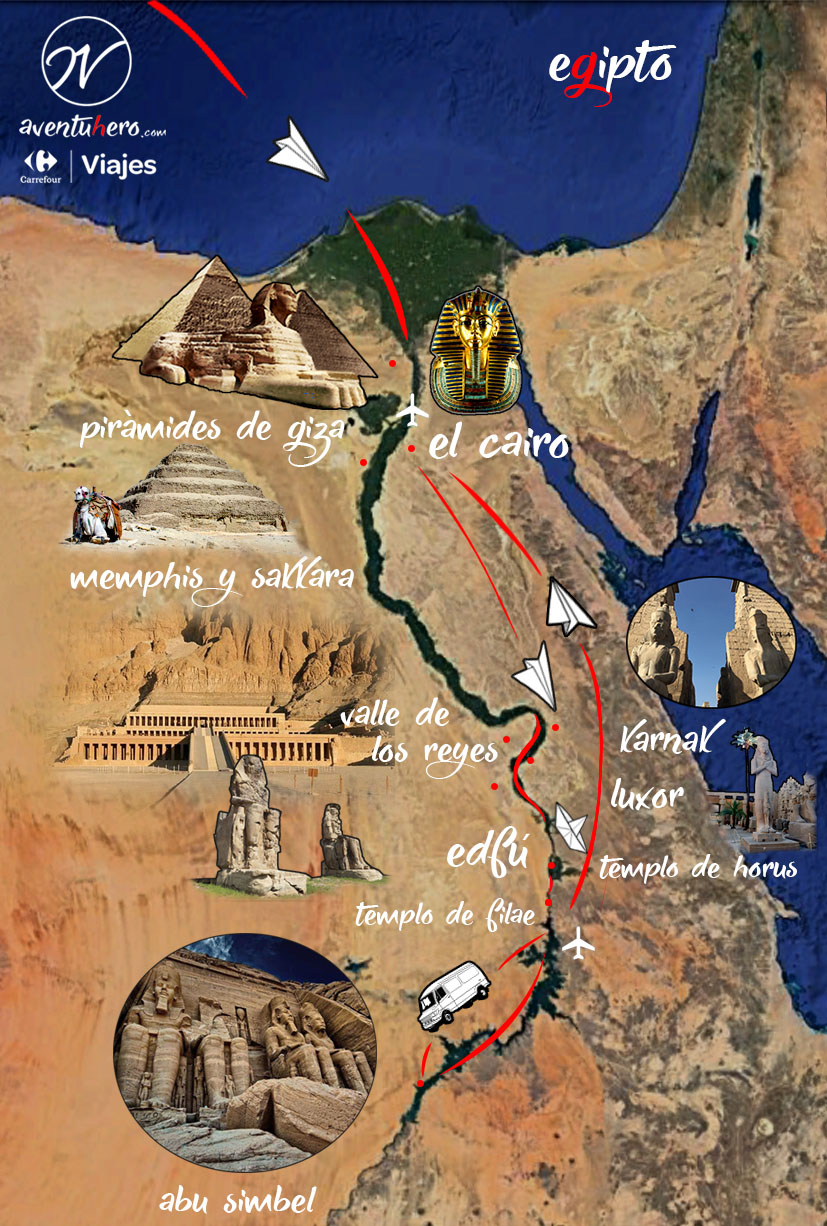 egipto
aventuhero.com
Carrefour
Viajes
piràmides de giza
el cairo
memphis y sakkara
valle de
los reyes
karnak
luxor
edfú
templo de horus
templo de filae
abu simbel